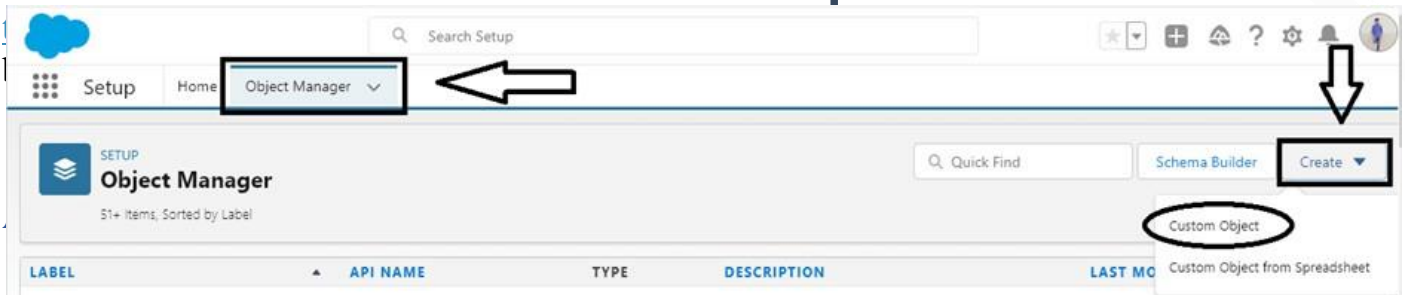 Search Setup
Setup Home Object Manager
SETUP
Object Manager
51+ Items, Sorted by Label
Quick Find
Schema Builder
Create
Custom Object
Custom Object from Spreadsheet
LABEL API NAME TYPE DESCRIPTION LAST MO